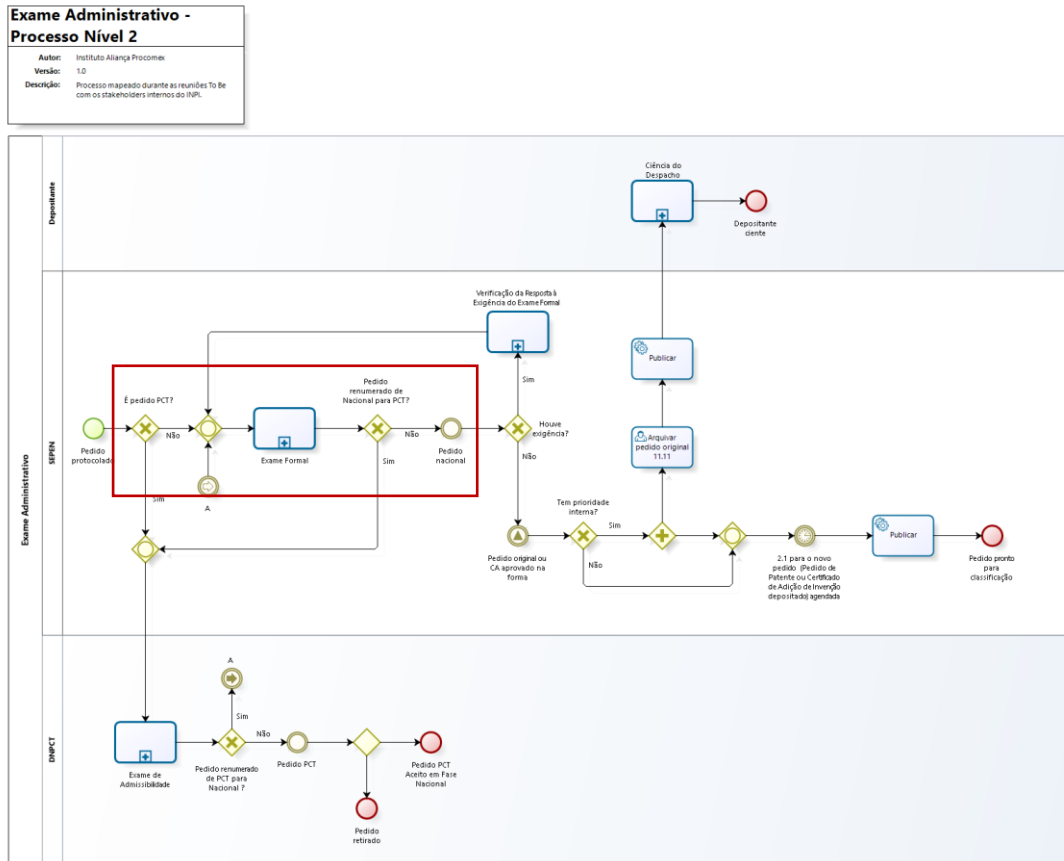 Exame Administrativo -
Processo Nível 2
Autor: Instituto Aliança Procomex
Versão: 1.0
Descrição: Processo mapeado durante as reuniões To Be
com os stakeholders internos do INPI.
Exame Administrativo
Depositante
Ciência do
Despacho
Depositante
ciente
SEPEN
Verificação da Resposta à
Exigência do Exame Formal
Publicar
Sim
É pedido PCT?
Pedido
renumerado de
Nacional para PCT?
Pedido
protocolado
Não
Exame Formal
Não
Pedido
nacional
Houve
exigência?
Arquivar
pedido original
11.11
Sim
A
Sim
Não
Tem prioridade
interna?
Sim
Não
Pedido original ou
CA aprovado na
forma
2.1 para o novo
pedido (Pedido de
Patente ou Certificado
de Adição de Invenção
depositado) agendada
Publicar
Pedido pronto
para
classificação
DNPCT
A
Sim
Não
Exame de
Admissibilidade
Pedido renumerado
de PCT para
Nacional ?
Pedido PCT
Pedido PCT
Aceito em Fase
Nacional
Pedido
retirado